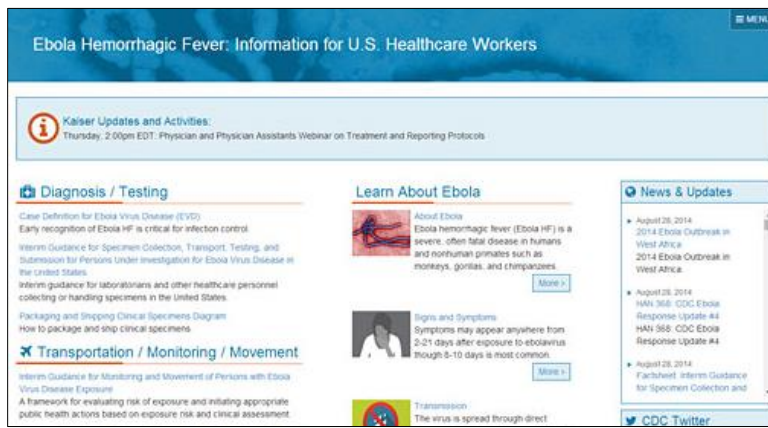 MENU
Ebola Hemorrhagic Fever: Information for U.S. Healthcare Workers
Kaiser Updates and Activities:
Thursday, 2:00pm EDT: Physician and Physician Assistants Webinar on Treatment and Reporting Protocols
Diagnosis / Testing
Case Definition for Ebola Virus Disease (EVD)
Early recognition of Ebola HF is critical for infection control.
Interim Guidance for Specimen Collection, Transport, Testing, and
Submission for Persons Under Investigation for Ebola Virus Disease in
the United States
Interim guidance for laboratorians and other healthcare personnel
collecting or handling specimens in the United States.
Packaging and Shipping Clinical Specimens Diagram
How to package and ship clinical specimens
Transportation / Monitoring / Movement
Interim Guidance for Monitoring and Movement of Persons with Ebola
Virus Disease Exposure
A framework for evaluating risk of exposure and initiating appropriate
public health actions based on exposure risk and clinical assessment
Learn About Ebola
About Ebola
Ebola hemorrhagic fever (Ebola HF) is a
severe, often fatal disease in humans
and nonhuman primates such as
monkeys, gorillas, and chimpanzees.
More >
Signs and Symptoms
Symptoms may appear anywhere from
2-21 days after exposure to ebolavirus
though 8-10 days is most common.
More >
Transmission
The virus is spread through direct
News & Updates
August 28, 2014
2014 Ebola Outbreak in
West Africa
2014 Ebola Outbreak in
West Africa
August 28, 2014
HAN 368: CDC Ebola
Response Update #4
HAN 368: CDC Ebola
Response Update #4
August 28, 2014
Factsheet: Interim Guidance
for Specimen Collection and
CDC Twitter